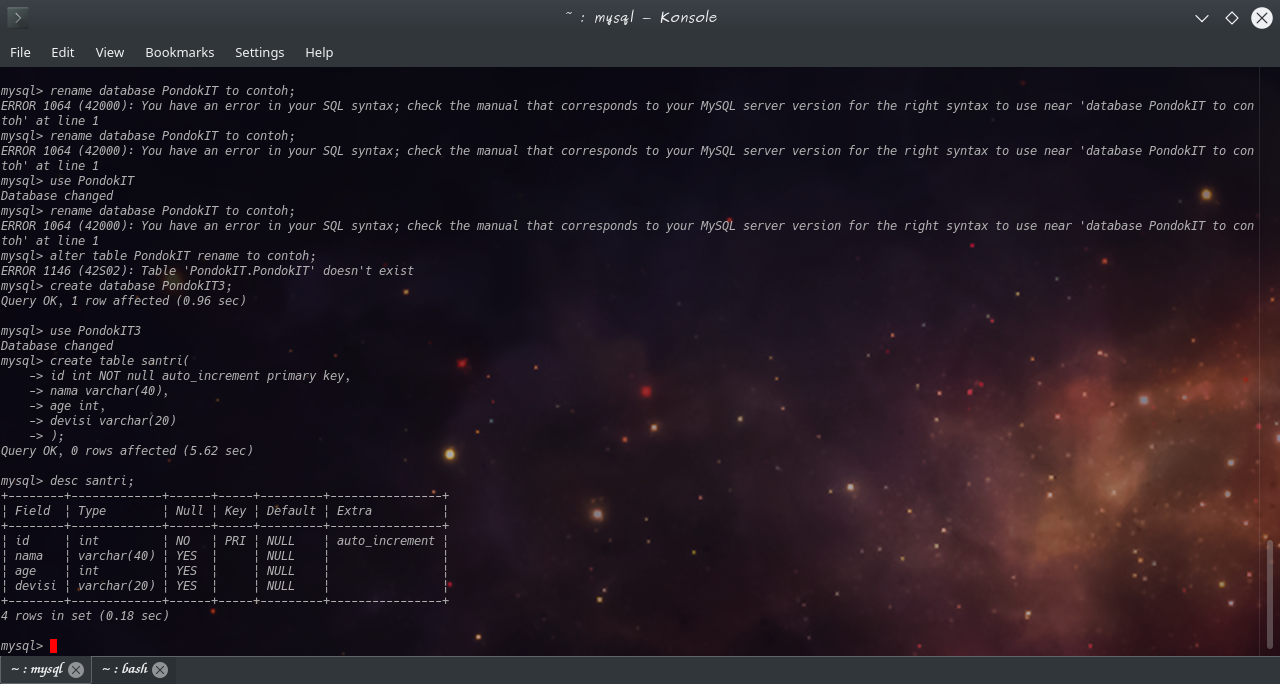 ~ : mysql — Konsole
File Edit View Bookmarks Settings Help
mysql> rename database PondokIT to contoh;
ERROR 1064 (42000): You have an error in your SQL syntax; check the manual that corresponds to your MySQL server version for the right syntax to use near 'database PondokIT to con
toh' at line 1
mysql> rename database PondokIT to contoh;
ERROR 1064 (42000): You have an error in your SQL syntax; check the manual that corresponds to your MySQL server version for the right syntax to use near 'database PondokIT to con
toh' at line 1
mysql> use PondokIT
Database changed
mysql> rename database PondokIT to contoh;
ERROR 1064 (42000): You have an error in your SQL syntax; check the manual that corresponds to your MySQL server version for the right syntax to use near 'database PondokIT to con
toh' at line 1
mysql> alter table PondokIT rename to contoh;
ERROR 1146 (42S02): Table 'PondokIT.PondokIT' doesn't exist
mysql> create database PondokIT3;
Query OK, 1 row affected (0.96 sec)
mysql> use PondokIT3
Database changed
mysql> create table santri(
    -> id int NOT null auto_increment primary key,
    -> nama varchar(40),
    -> age int,
    -> devisi varchar(20)
    -> );
Query OK, 0 rows affected (5.62 sec)
mysql> desc santri;
+--------+-------------+------+-----+---------+----------------+
| Field  | Type        | Null | Key | Default | Extra          |
+--------+-------------+------+-----+---------+----------------+
| id     | int         | NO   | PRI | NULL    | auto_increment |
| nama   | varchar(40) | YES  |     | NULL    |                |
| age    | int         | YES  |     | NULL    |                |
| devisi | varchar(20) | YES  |     | NULL    |                |
+--------+-------------+------+-----+---------+----------------+
4 rows in set (0.18 sec)
mysql>
~ : mysql ~ : bash